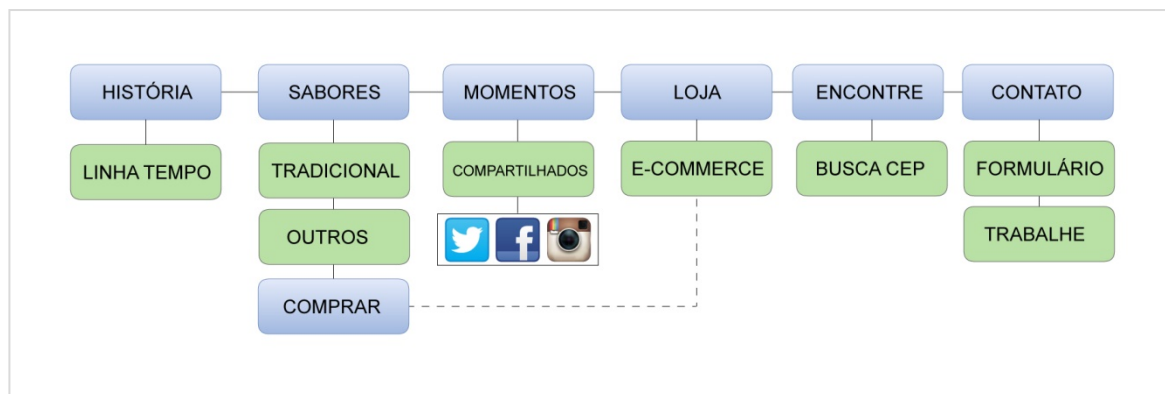 HISTÓRIA
SABORES
MOMENTOS
LOJA
ENCONTRE
CONTATO
LINHA TEMPO
TRADICIONAL
COMPARTILHADOS
E-COMMERCE
BUSCA CEP
FORMULÁRIO
OUTROS
TRABALHE
COMPRAR